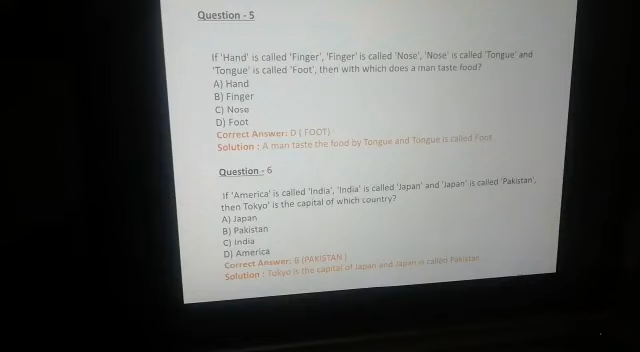 Question - 5
If 'Hand' is called 'Finger', 'Finger' is called 'Nose', 'Nose' is called 'Tongue' and
'Tongue' is called 'Foot', then with which does a man taste food?
A) Hand
B) Finger
C) Nose
D) Foot
Correct Answer: D ( FOOT)
Solution : A man taste the food by Tongue and Tongue is called Foot
Question - 6
If 'America' is called 'India', 'India' is called 'Japan' and 'Japan' is called 'Pakistan',
then Tokyo' is the capital of which country?
A) Japan
B) Pakistan
C) India
D) America
Correct Answer: B (PAKISTAN )
Solution : Tokyo is the capital of Japan and Japan is called Pakistan